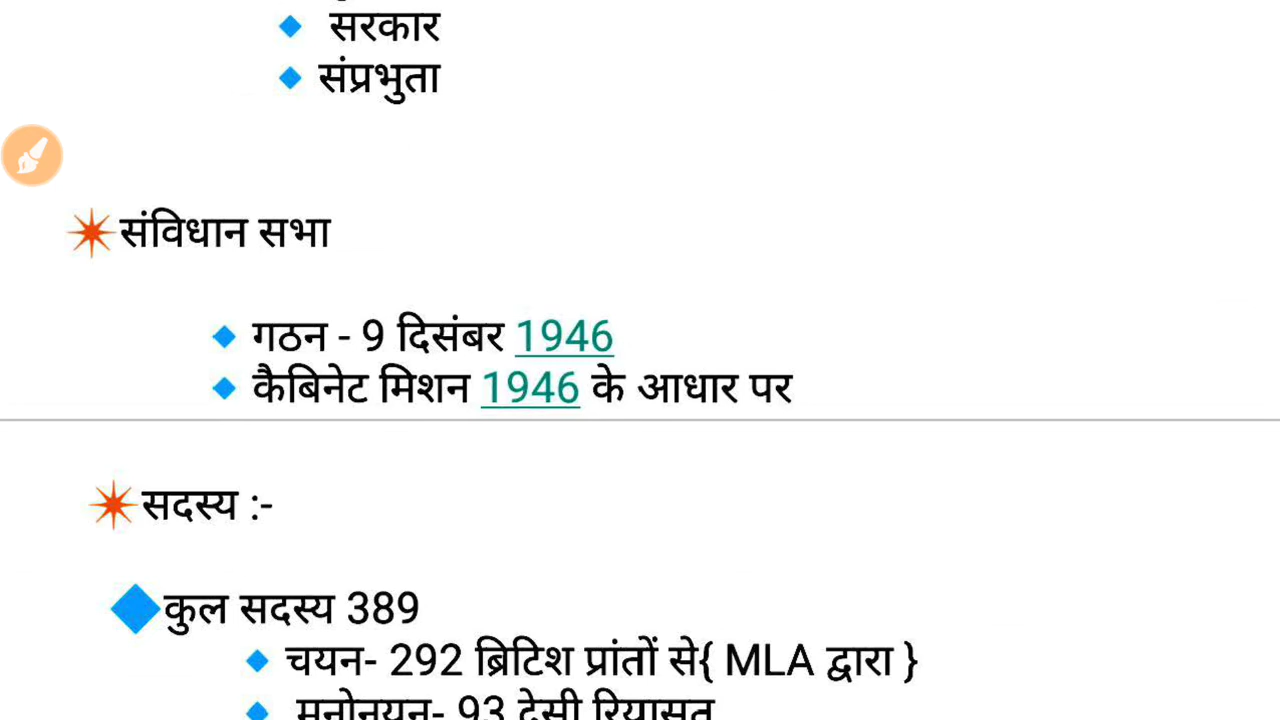 सरकार
संप्रभुता
संविधान सभा
गठन - 9 दिसंबर 1946
कैबिनेट मिशन 1946 के आधार पर
सदस्य :-
कुल सदस्य 389
चयन- 292 ब्रिटिश प्रांतों से{ MLA द्वारा }
मनोनयन- 93 देसी रियासत